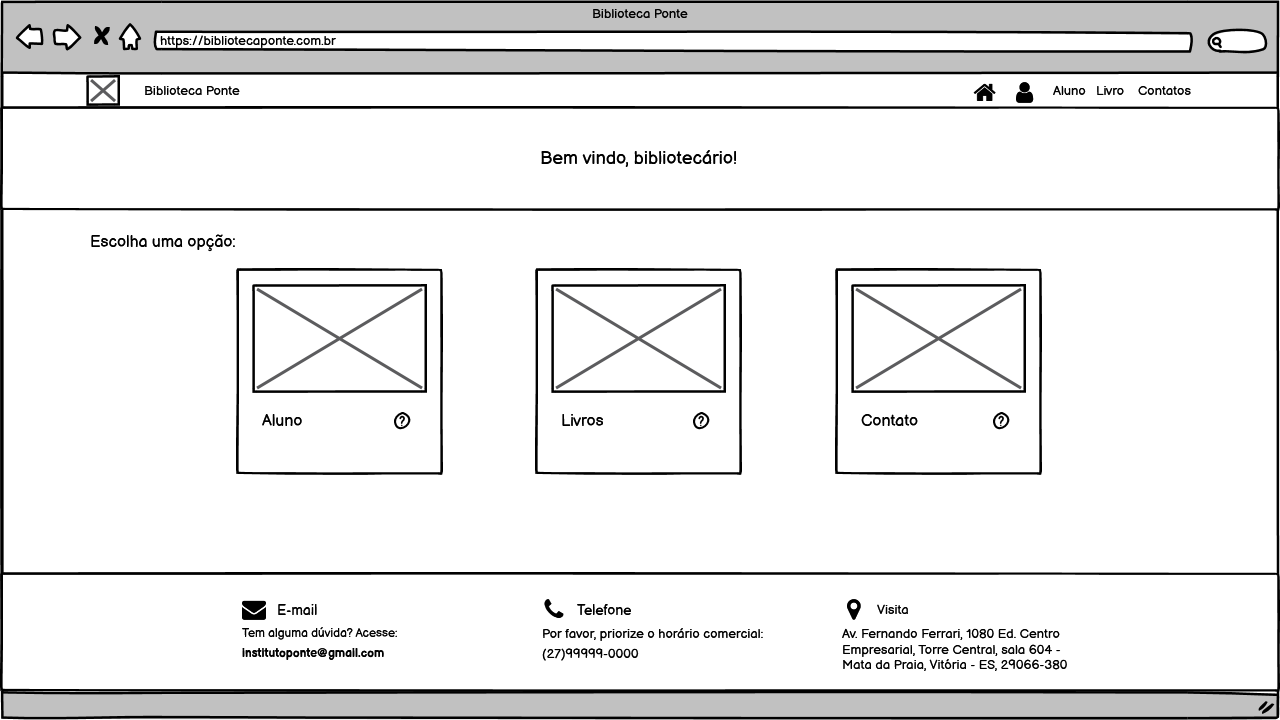 Biblioteca Ponte
https://bibliotecaponte.com.br
Biblioteca Ponte
Aluno Livro Contatos
Bem vindo, bibliotecário!
Escolha uma opção:
Aluno ?
Livros ?
Contato ?
E-mail
Tem alguma dúvida? Acesse:
institutoponte@gmail.com
Telefone
Por favor, priorize o horário comercial:
(27)99999-0000
Visita
Av. Fernando Ferrari, 1080 Ed. Centro
Empresarial, Torre Central, sala 604 -
Mata da Praia, Vitória - ES, 29066-380